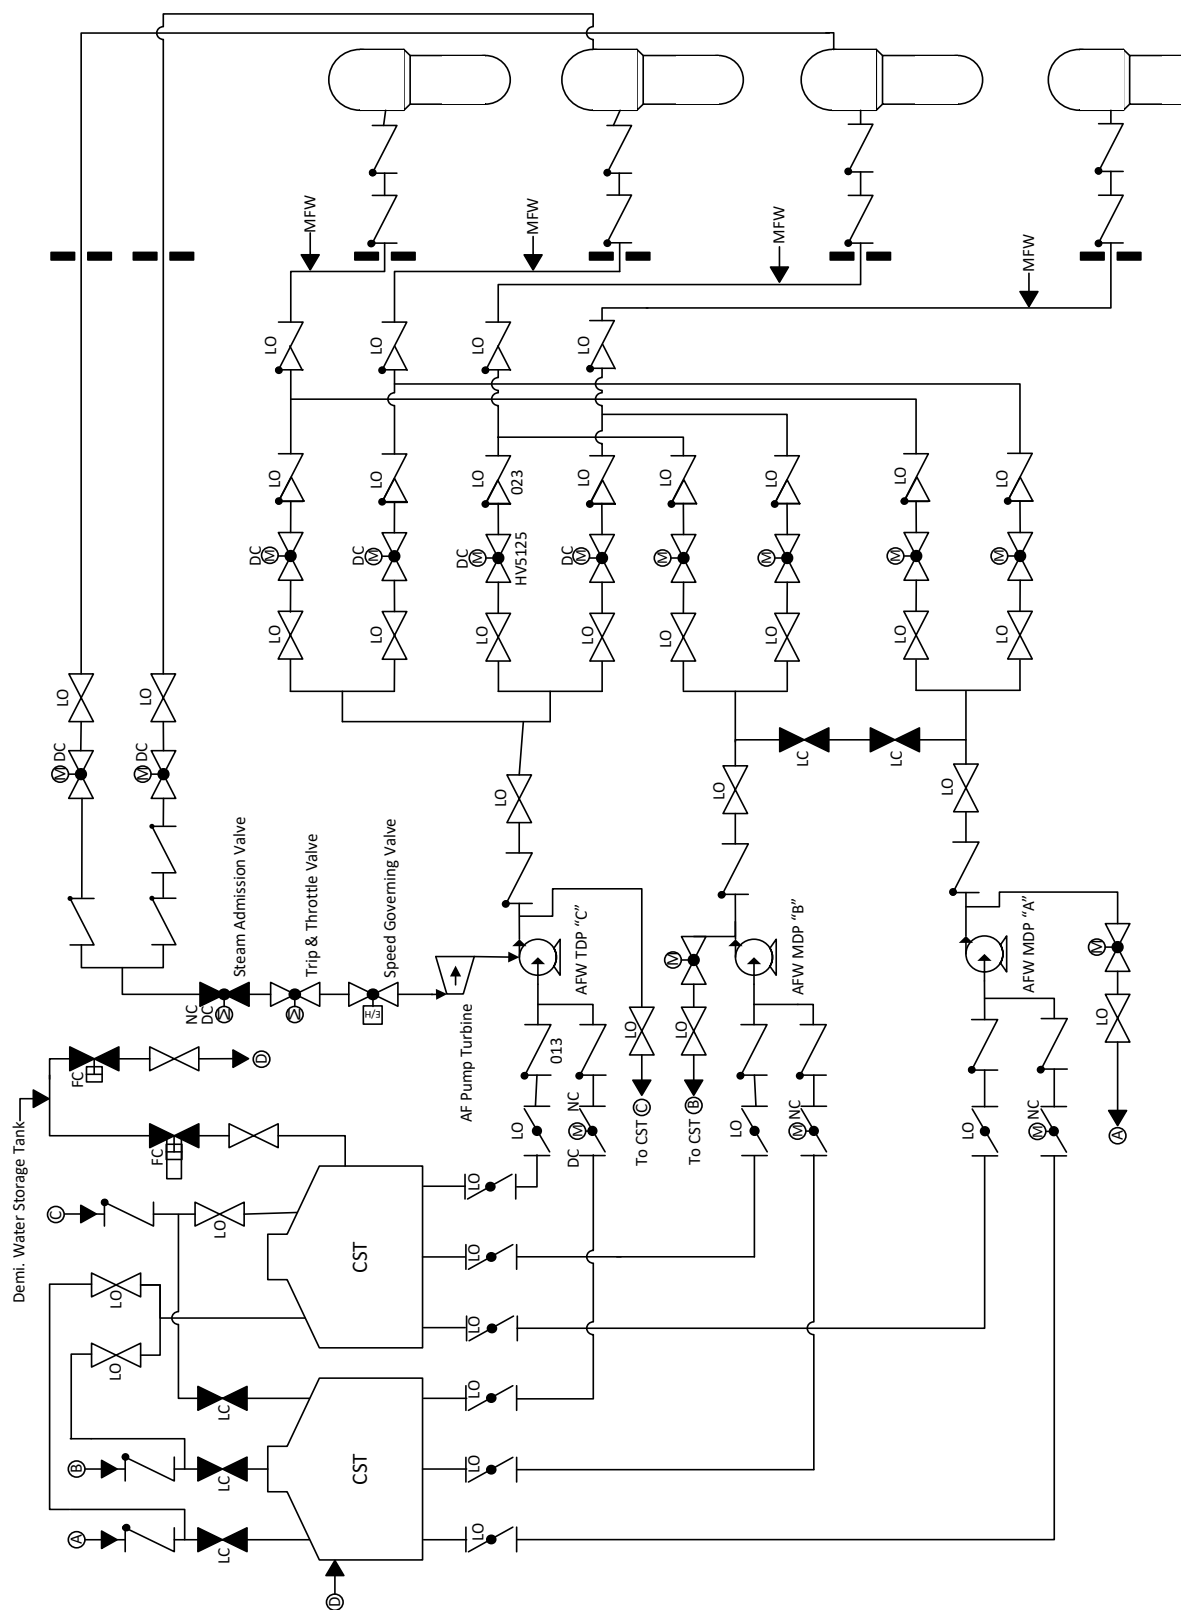 MFW
MFW
MFW
MFW
LO
LO
LO
LO
LO
LO
LO
023
LO
LO
LO
LO
LO
DC
M
DC
M
DC
M
HV5125
DC
M
M
M
M
M
LO
LO
LO
LO
LO
LO
LO
LO
LO
LO
M DC
M DC
LC
LC
LO
LO
LO
Steam Admission Valve
Trip & Throttle Valve
Speed Governing Valve
NC
DC
M
M
E/H
AF Pump Turbine
AFW TDP "C"
AFW MDP "B"
AFW MDP "A"
M
M
LO
LO
LO
013
To CST C
To CST B
A
LO
DC M NC
LO
M NC
LO
M NC
Demi. Water Storage Tank
FC
D
FC
C
LO
LO
LO
LC
B
LC
A
LC
D
CST
CST
LO
LO
LO
LO
LO
LO